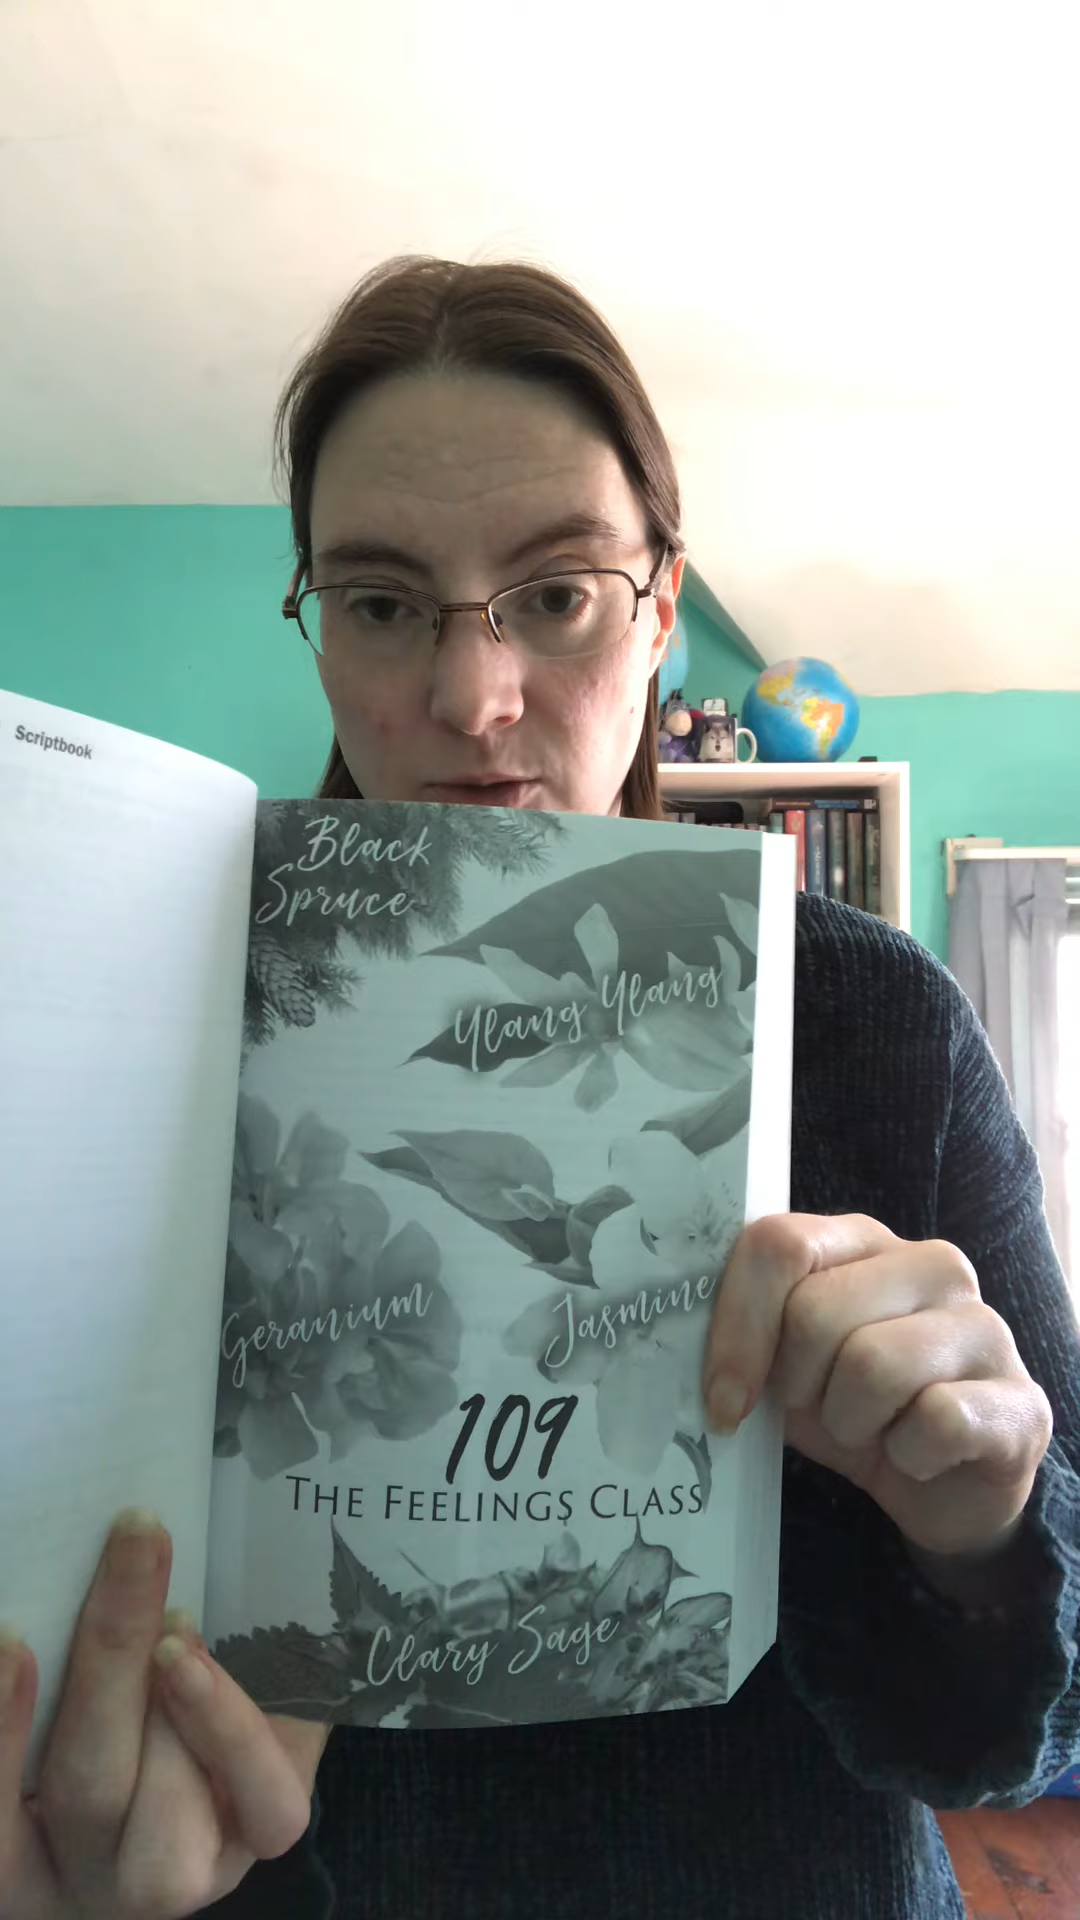 Scriptbook
Black
Spruce
Ylang Ylang
Geranium
Jasmine
109
The Feelings Class
Clary Sage